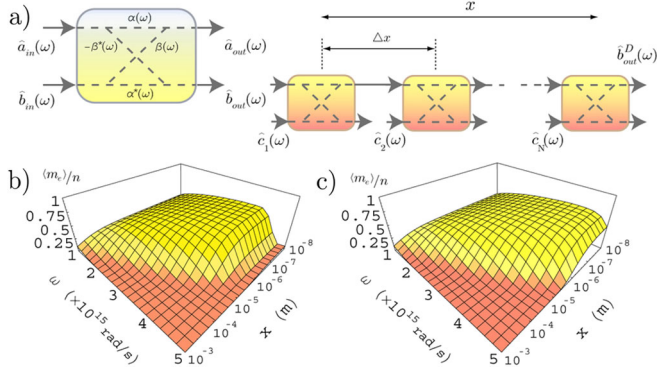 a)
α(ω)
-β*(ω)
β(ω)
α*(ω)
â_in(ω)
b̂_in(ω)
â_out(ω)
b̂_out(ω)
x
△x
b̂^D_out(ω)
ĉ_1(ω)
ĉ_2(ω)
ĉ_N(ω)
b)
⟨m_e⟩/n
1
0.75
0.5
0.25
1
2
3
4
5
ω (×10^15 rad/s)
10^-8
10^-7
10^-6
10^-5
10^-4
10^-3
x (m)
c)
⟨m_e⟩/n
1
0.75
0.5
0.25
1
2
3
4
5
ω (×10^15 rad/s)
10^-8
10^-7
10^-6
10^-5
10^-4
10^-3
x (m)